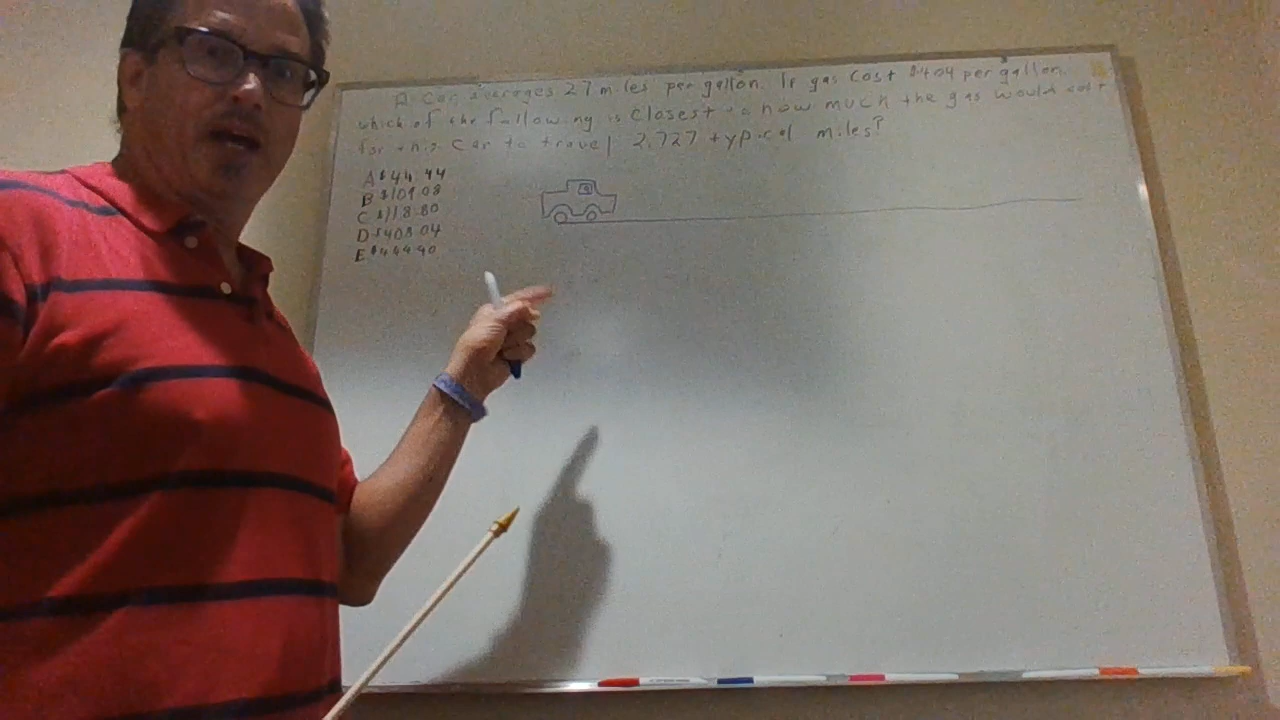 A car averages 27 miles per gallon. If gas cost $4.04 per gallon.
which of the following is closest to how much the gas would cost
for this car to travel 2,727 typical miles?
A $44.44
B $109.08
C $118.80
D $408.04
E $444.40